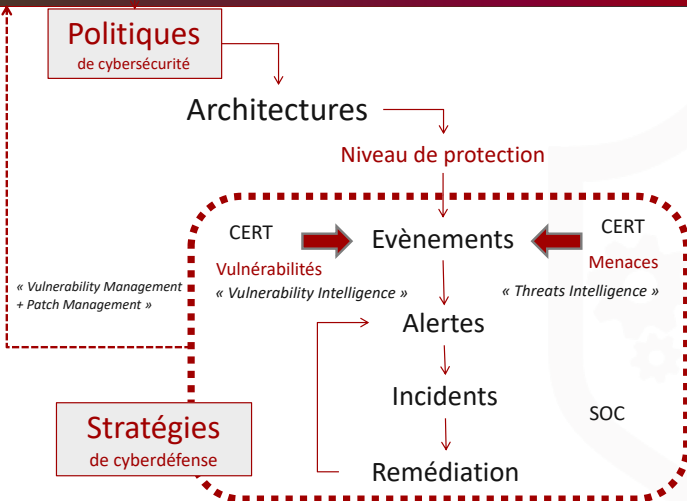 Politiques
de cybersécurité
Architectures
Niveau de protection
CERT
Evènements
CERT
Vulnérabilités
Menaces
« Vulnerability Management
+ Patch Management »
« Vulnerability Intelligence »
« Threats Intelligence »
Alertes
Incidents
SOC
Stratégies
de cyberdéfense
Remédiation